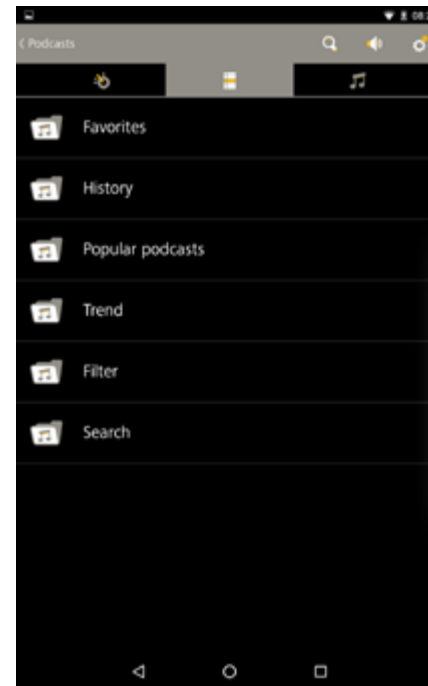 < Podcasts
Favorites
History
Popular podcasts
Trend
Filter
Search